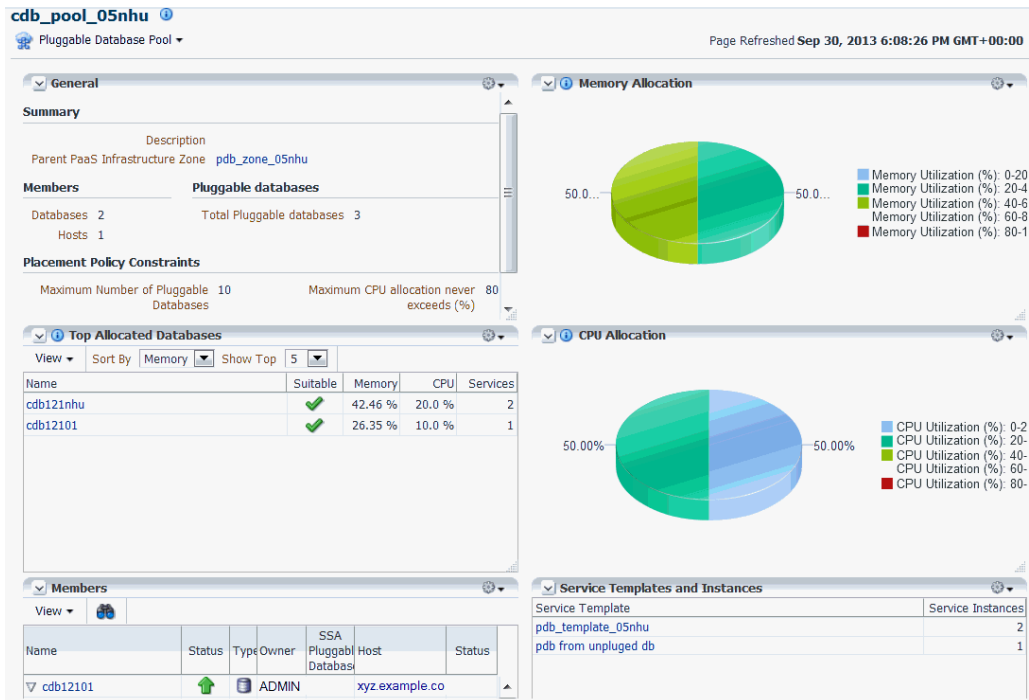 cdb_pool_05nhu
Pluggable Database Pool
Page Refreshed Sep 30, 2013 6:08:26 PM GMT+00:00
General
Summary
Description
Parent PaaS Infrastructure Zone pdb_zone_05nhu
Members Pluggable databases
Databases 2 Total Pluggable databases 3
Hosts 1
Placement Policy Constraints
Maximum Number of Pluggable 10 Maximum CPU allocation never 80
Databases exceeds (%)
Memory Allocation
50.0... 50.0...
Memory Utilization (%): 0-20
Memory Utilization (%): 20-4
Memory Utilization (%): 40-6
Memory Utilization (%): 60-8
Memory Utilization (%): 80-1
Top Allocated Databases
View Sort By Memory Show Top 5
Name Suitable Memory CPU Services
cdb121nhu 42.46 % 20.0 % 2
cdb12101 26.35 % 10.0 % 1
CPU Allocation
50.00% 50.00%
CPU Utilization (%): 0-2
CPU Utilization (%): 20-
CPU Utilization (%): 40-
CPU Utilization (%): 60-
CPU Utilization (%): 80-
Members
View
Name Status Type Owner SSA Pluggabl Databas Host Status
cdb12101 ADMIN xyz.example.co
Service Templates and Instances
Service Template Service Instances
pdb_template_05nhu 2
pdb from unpluged db 1